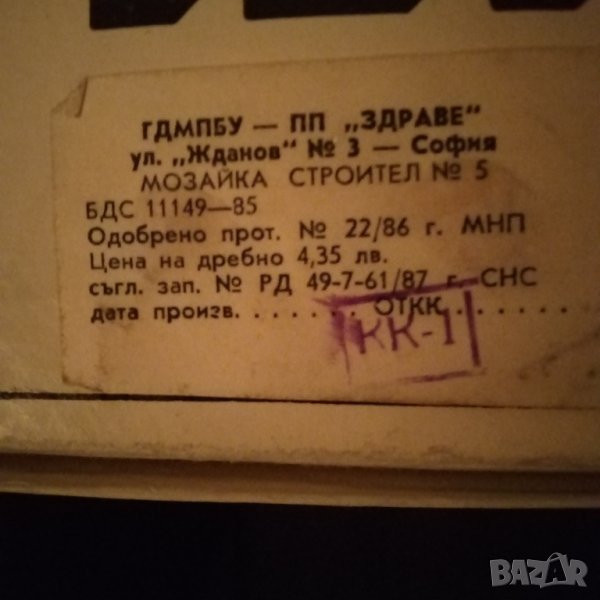 ГДМПБУ — ПП „ЗДРАВЕ"
ул. „Жданов" № 3 — София
МОЗАЙКА СТРОИТЕЛ № 5
БДС 11149—85
Одобрено прот. № 22/86 г. МНП
Цена на дребно 4,35 лв.
съгл. зап. № РД 49-7-61/87 г. СНС
дата произв. . . . . . . . ОТКК . . . . . . .
КК-1
BAZAR